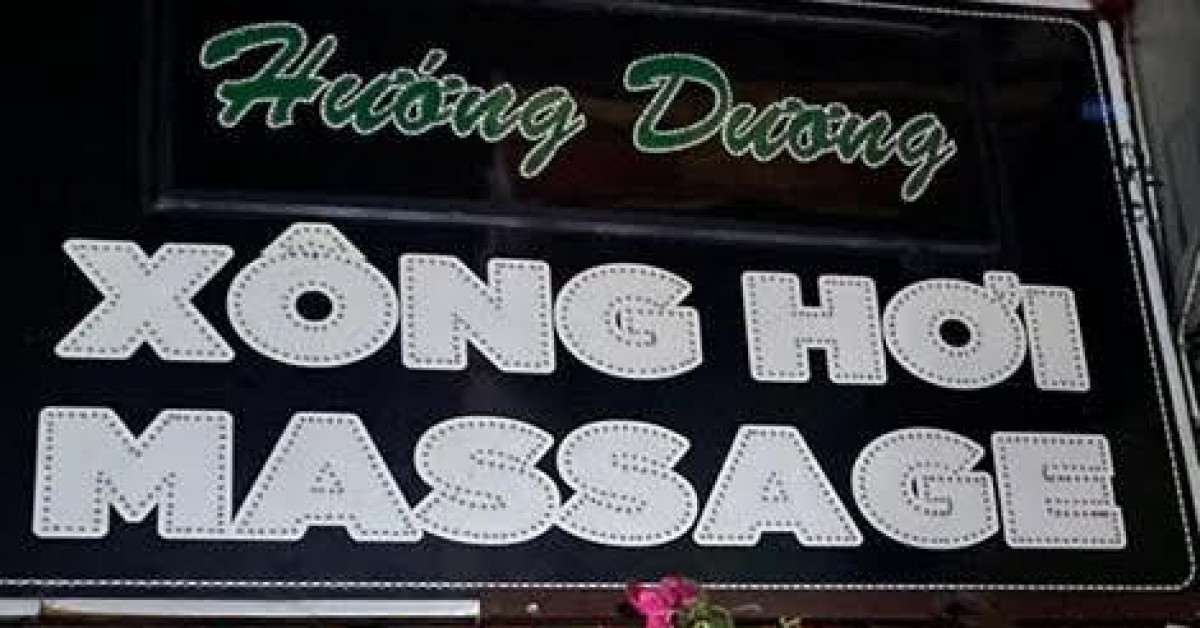 Hướng Dương
XÔNG HƠI
MASSAGE